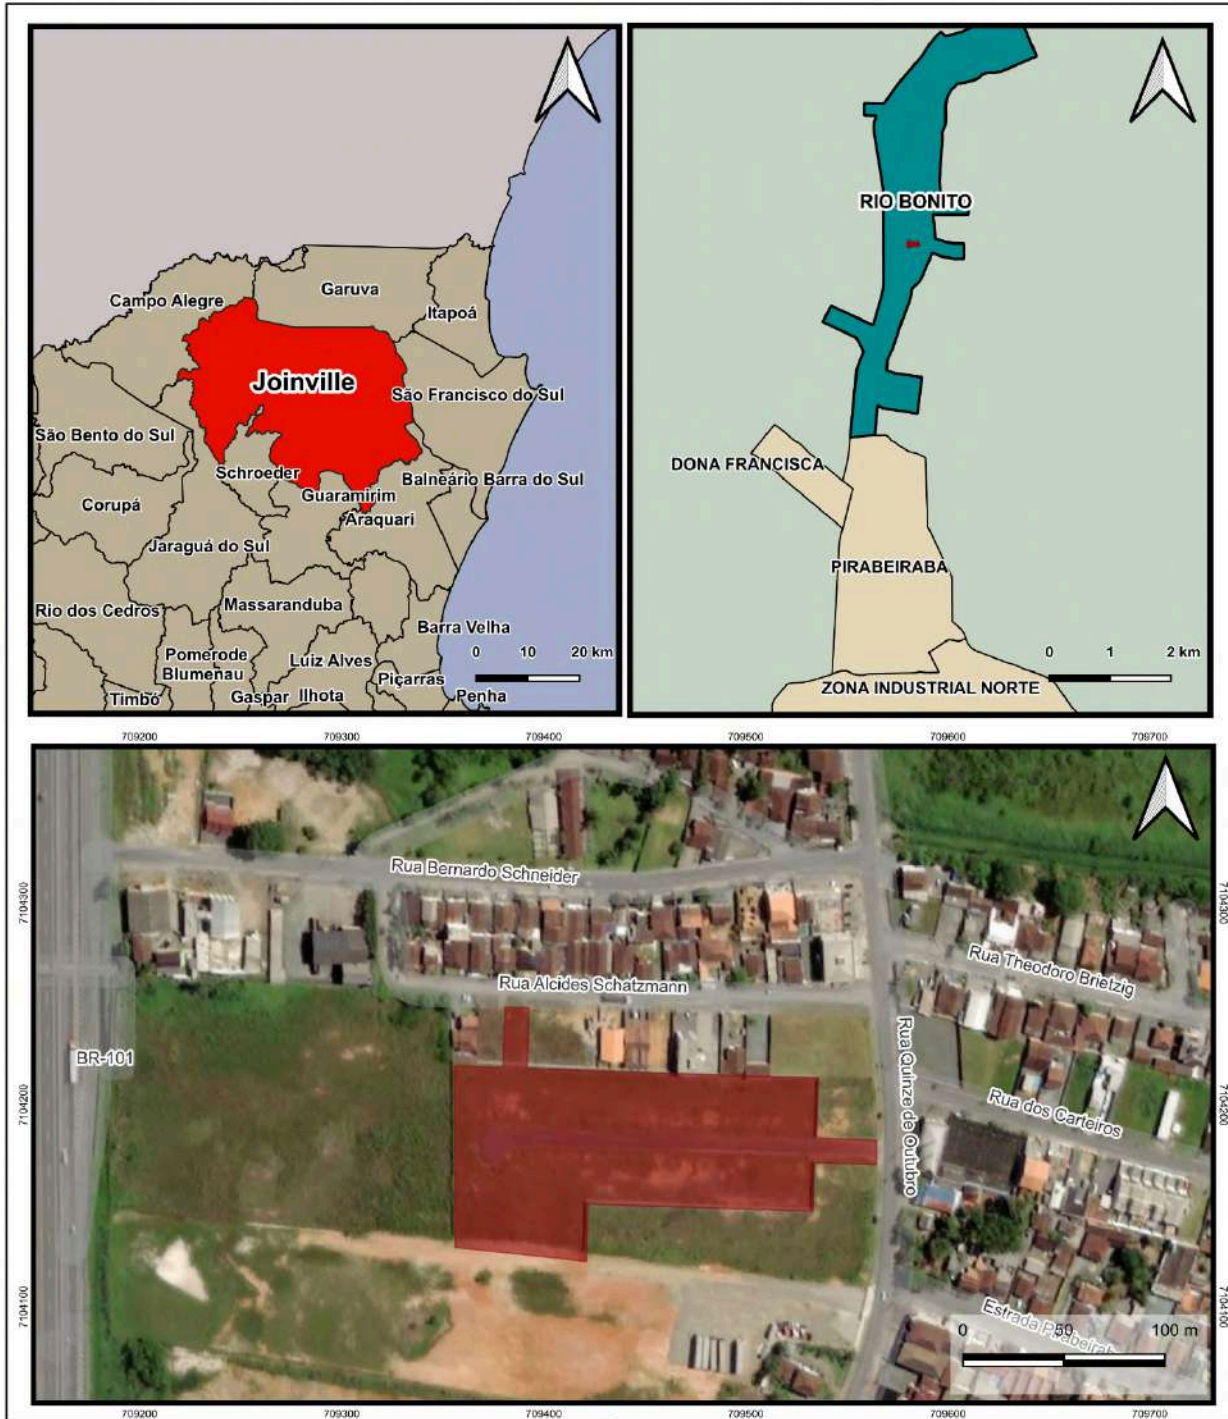 Garuva
Campo Alegre
Itapoá
Joinville
São Francisco do Sul
São Bento do Sul
Schroeder
Balneário Barra do Sul
Guaramirim
Corupá
Araquari
Jaraguá do Sul
Massaranduba
Rio dos Cedros
Barra Velha
Pomerode
Luiz Alves
Blumenau
Piçarras
Timbó
Gaspar
Ilhota
Penha
0 10 20 km
RIO BONITO
DONA FRANCISCA
PIRABEIRABA
ZONA INDUSTRIAL NORTE
0 1 2 km
709200 709300 709400 709500 709600 709700
Rua Bernardo Schneider
7104300
7104300
Rua Theodoro Brietzig
Rua Alcides Schatzmann
BR-101
Rua Quinze de Outubro
7104200
7104200
Rua dos Carteiros
7104100
7104100
Estrada
0 50 100 m
709200 709300 709400 709500 709600 709700